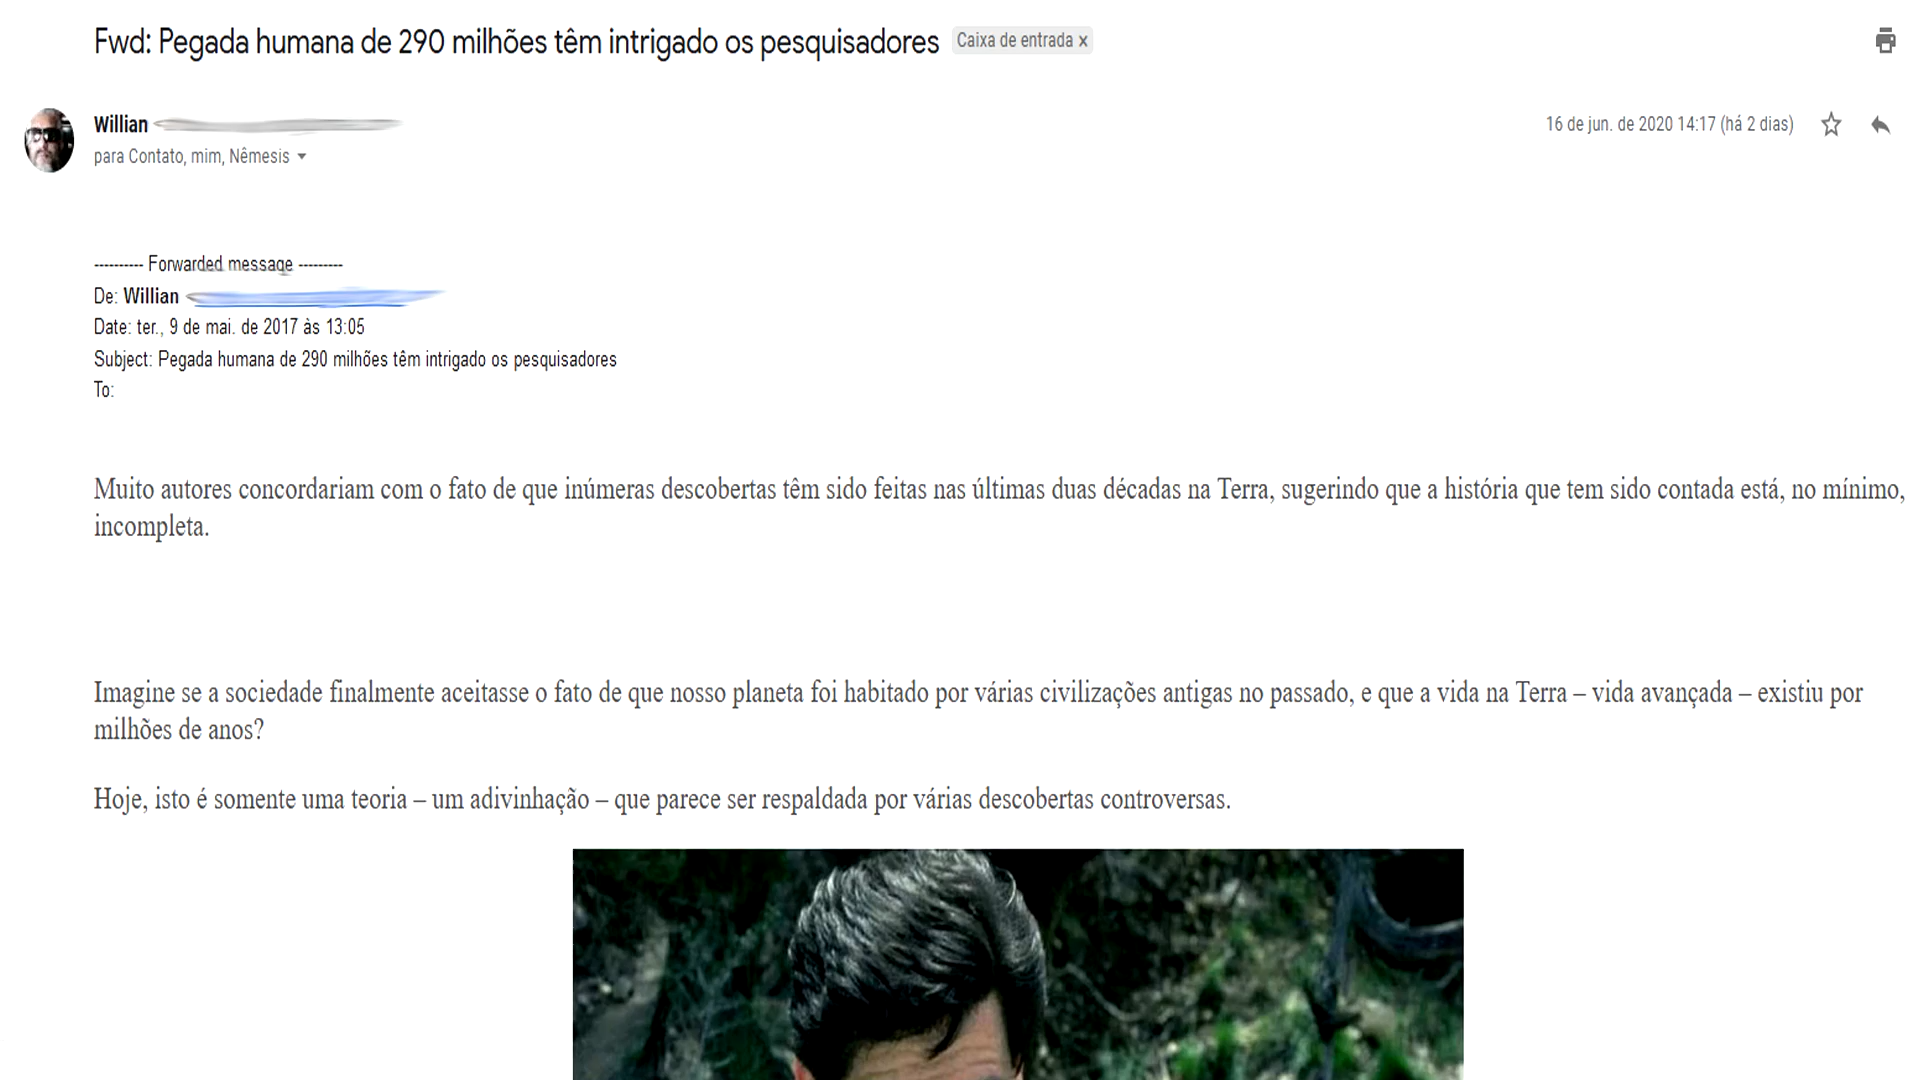 Fwd: Pegada humana de 290 milhões têm intrigado os pesquisadores Caixa de entrada x
Willian 16 de jun. de 2020 14:17 (há 2 dias)
para Contato, mim, Nêmesis
---------- Forwarded message ---------
De: Willian
Date: ter., 9 de mai. de 2017 às 13:05
Subject: Pegada humana de 290 milhões têm intrigado os pesquisadores
To:
Muito autores concordariam com o fato de que inúmeras descobertas têm sido feitas nas últimas duas décadas na Terra, sugerindo que a história que tem sido contada está, no mínimo,
incompleta.
Imagine se a sociedade finalmente aceitasse o fato de que nosso planeta foi habitado por várias civilizações antigas no passado, e que a vida na Terra – vida avançada – existiu por
milhões de anos?
Hoje, isto é somente uma teoria – um adivinhação – que parece ser respaldada por várias descobertas controversas.